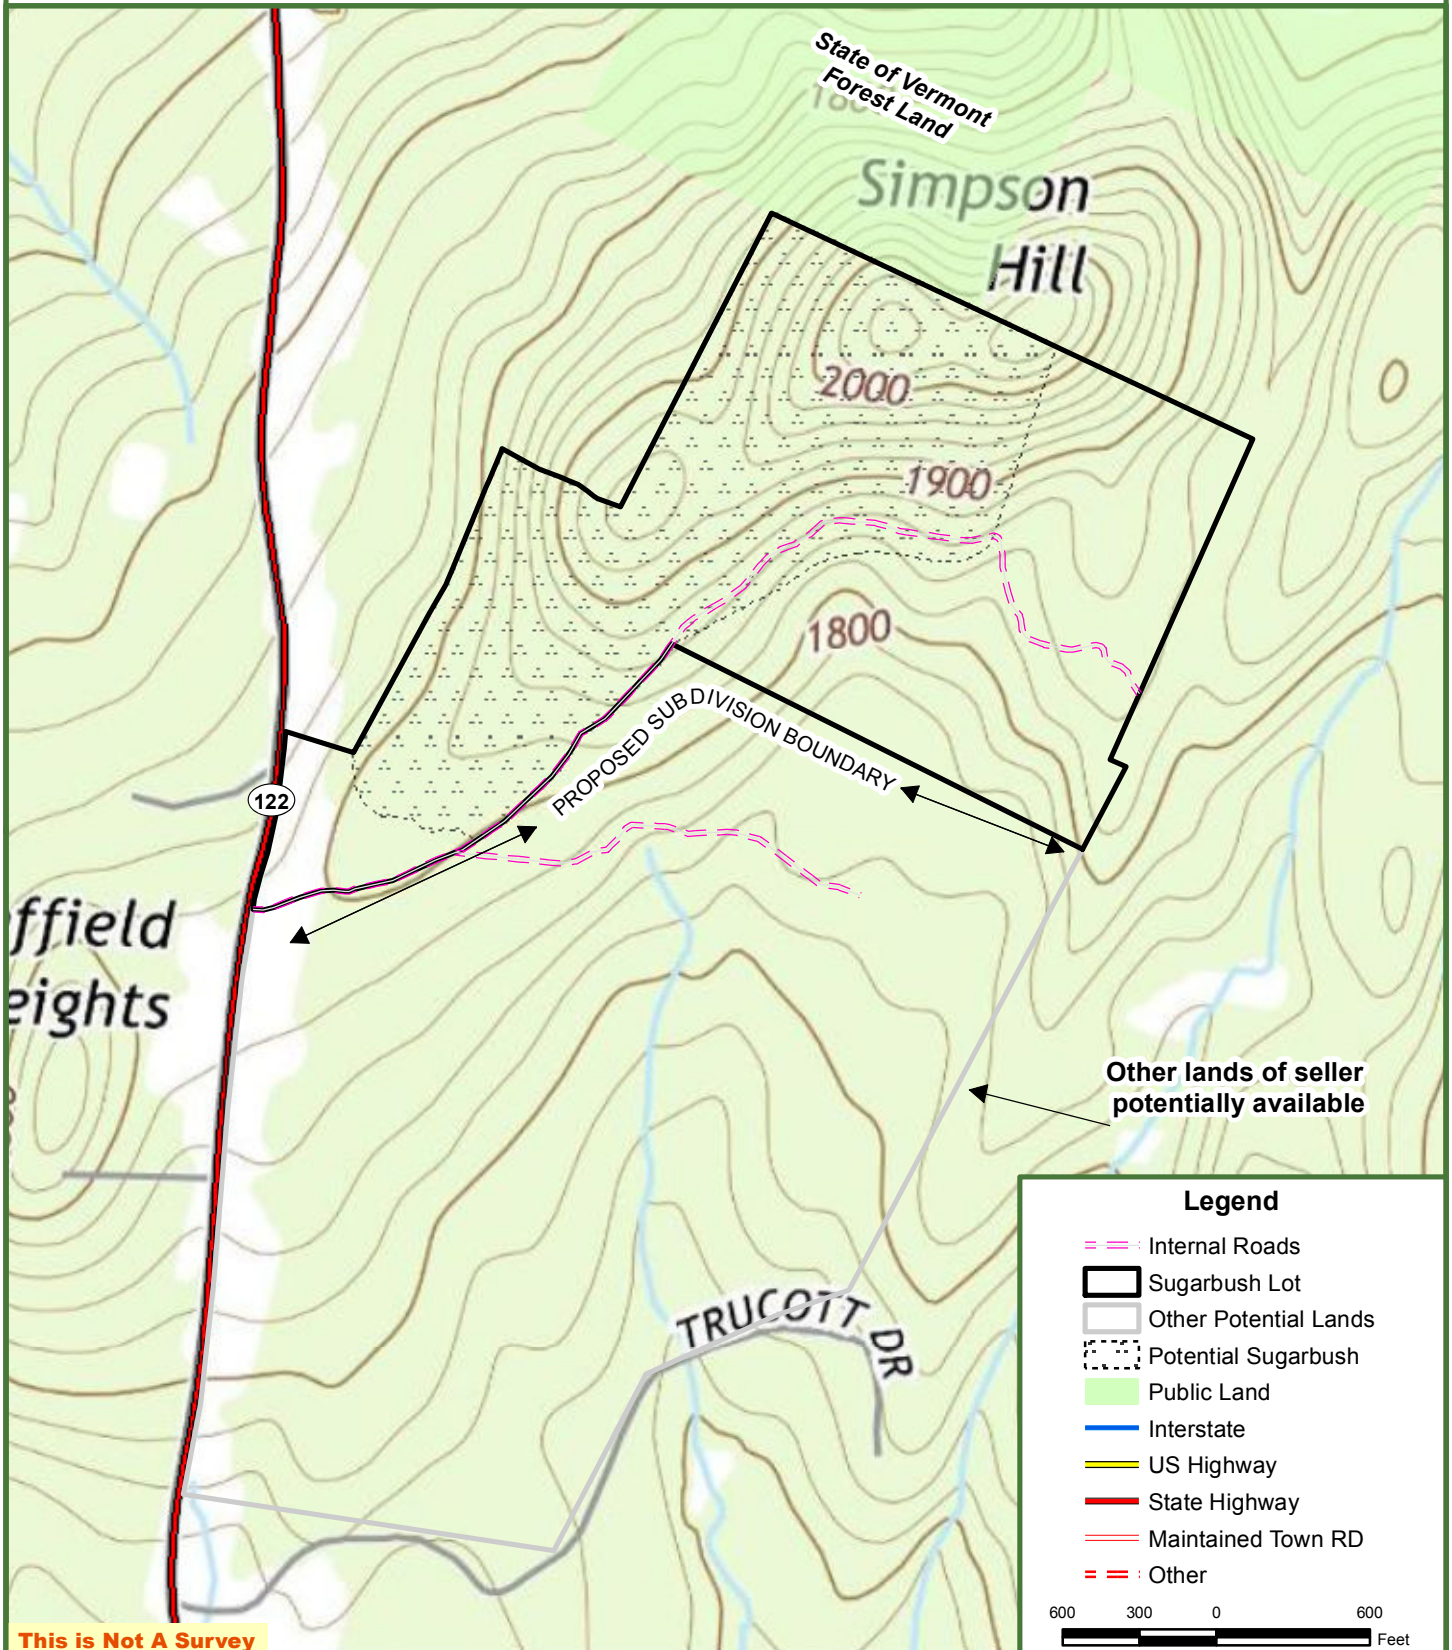 State of Vermont
Forest Land
Simpson
Hill
2000
1900
1800
PROPOSED SUBDIVISION BOUNDARY
122
ffield
eights
Other lands of seller
potentially available
TRUCOTT DR
Legend
Internal Roads
Sugarbush Lot
Other Potential Lands
Potential Sugarbush
Public Land
Interstate
US Highway
State Highway
Maintained Town RD
Other
600 300 0 600
Feet
This is Not A Survey